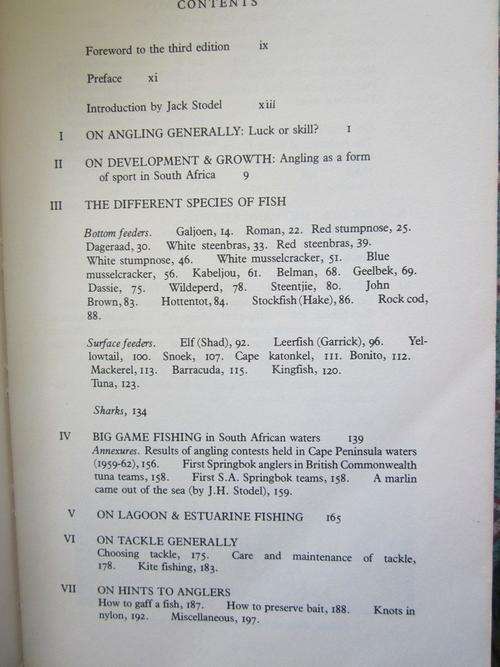 CONTENTS
Foreword to the third edition ix
Preface xi
Introduction by Jack Stodel xiii
I ON ANGLING GENERALLY: Luck or skill? 1
II ON DEVELOPMENT & GROWTH: Angling as a form
of sport in South Africa 9
III THE DIFFERENT SPECIES OF FISH
Bottom feeders. Galjoen, 14. Roman, 22. Red stumpnose, 25.
Dageraad, 30. White steenbras, 33. Red steenbras, 39.
White stumpnose, 46. White musselcracker, 51. Blue
musselcracker, 56. Kabeljou, 61. Belman, 68. Geelbek, 69.
Dassie, 75. Wildeperd, 78. Steentjie, 80. John
Brown, 83. Hottentot, 84. Stockfish (Hake), 86. Rock cod,
88.
Surface feeders. Elf (Shad), 92. Leerfish (Garrick), 96. Yel-
lowtail, 100. Snoek, 107. Cape katonkel, 111. Bonito, 112.
Mackerel, 113. Barracuda, 115. Kingfish, 120.
Tuna, 123.
Sharks, 134
IV BIG GAME FISHING in South African waters 139
Annexures. Results of angling contests held in Cape Peninsula waters
(1959-62), 156. First Springbok anglers in British Commonwealth
tuna teams, 158. First S.A. Springbok teams, 158. A marlin
came out of the sea (by J.H. Stodel), 159.
V ON LAGOON & ESTUARINE FISHING 165
VI ON TACKLE GENERALLY
Choosing tackle, 175. Care and maintenance of tackle,
178. Kite fishing, 183.
VII ON HINTS TO ANGLERS
How to gaff a fish, 187. How to preserve bait, 188. Knots in
nylon, 192. Miscellaneous, 197.